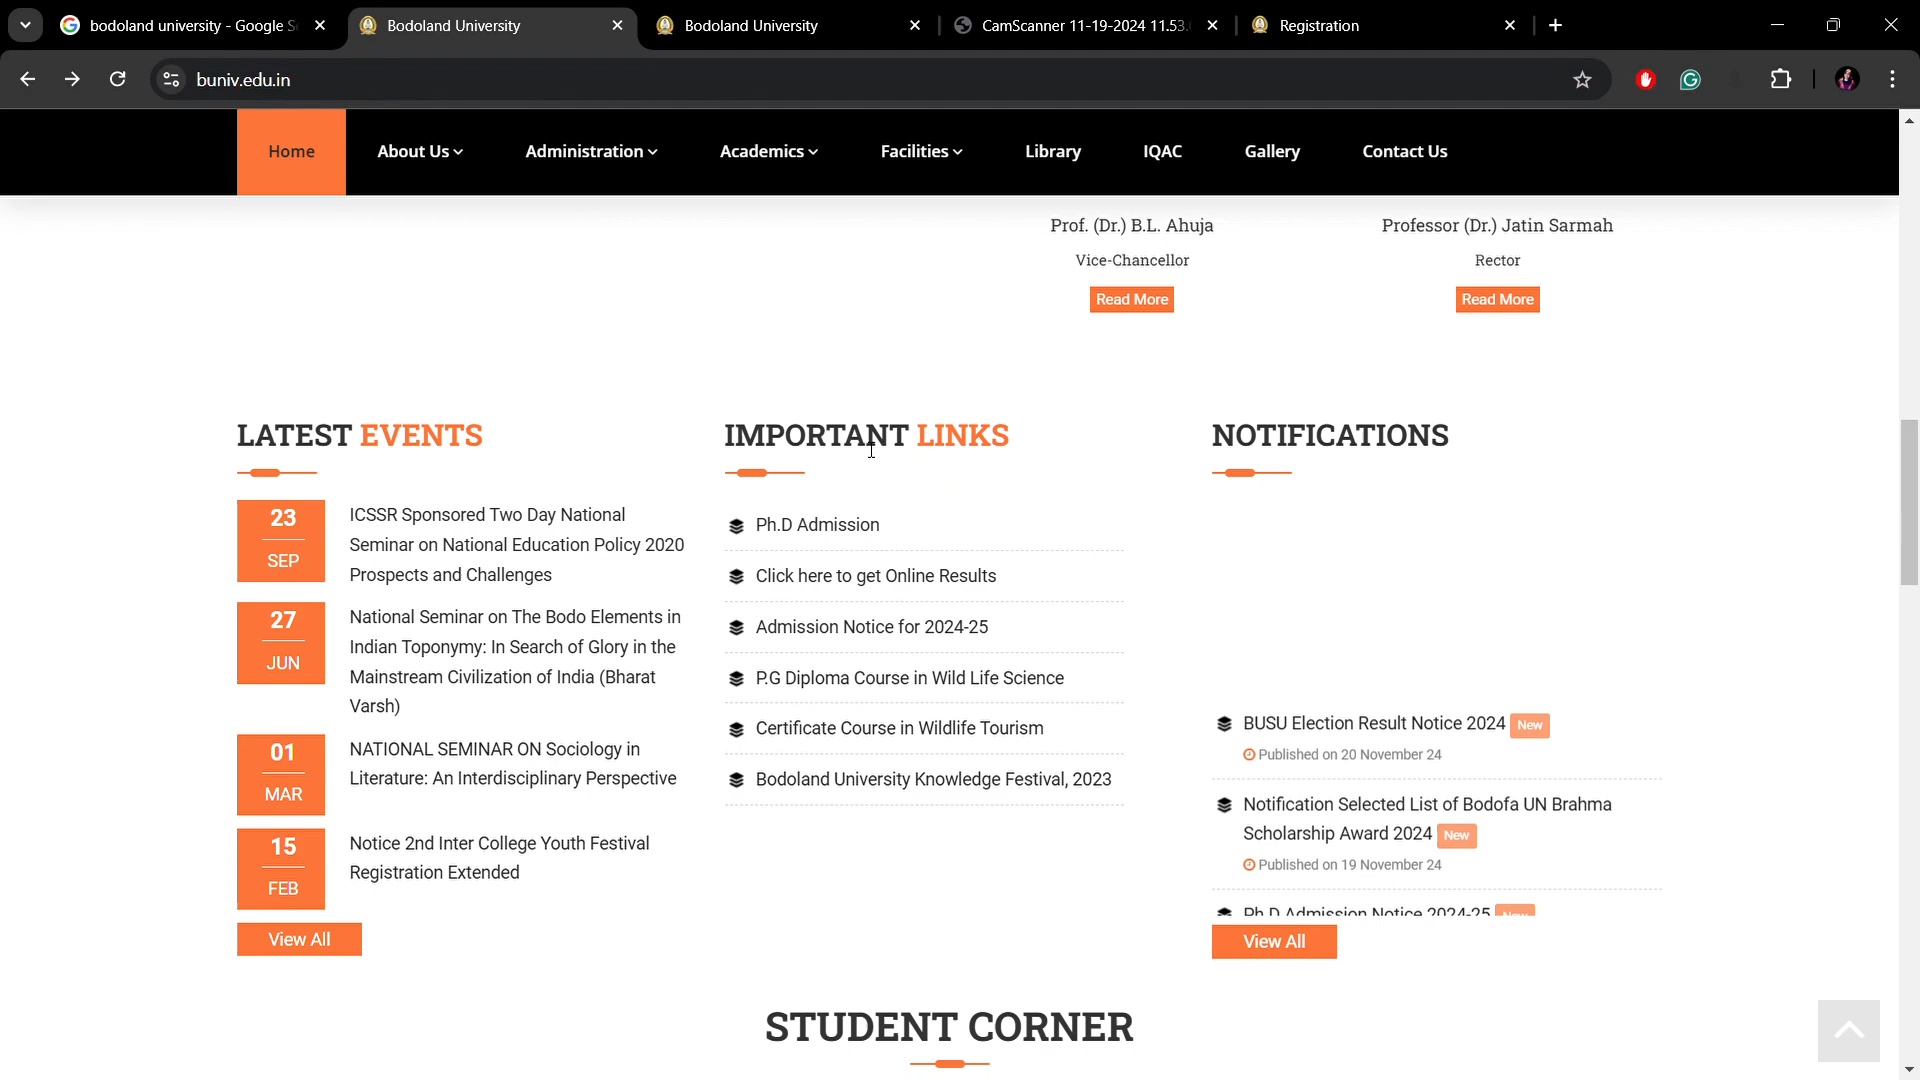 bodoland university - Google S
Bodoland University
Bodoland University
CamScanner 11-19-2024 11.53.
Registration
buniv.edu.in
Home
About Us
Administration
Academics
Facilities
Library
IQAC
Gallery
Contact Us
Prof. (Dr.) B.L. Ahuja
Vice-Chancellor
Read More
Professor (Dr.) Jatin Sarmah
Rector
Read More
LATEST EVENTS
23
SEP
ICSSR Sponsored Two Day National
Seminar on National Education Policy 2020
Prospects and Challenges
27
JUN
National Seminar on The Bodo Elements in
Indian Toponymy: In Search of Glory in the
Mainstream Civilization of India (Bharat
Varsh)
01
MAR
NATIONAL SEMINAR ON Sociology in
Literature: An Interdisciplinary Perspective
15
FEB
Notice 2nd Inter College Youth Festival
Registration Extended
View All
IMPORTANT LINKS
Ph.D Admission
Click here to get Online Results
Admission Notice for 2024-25
P.G Diploma Course in Wild Life Science
Certificate Course in Wildlife Tourism
Bodoland University Knowledge Festival, 2023
NOTIFICATIONS
BUSU Election Result Notice 2024 New
Published on 20 November 24
Notification Selected List of Bodofa UN Brahma
Scholarship Award 2024 New
Published on 19 November 24
Ph.D Admission Notice 2024-25 New
View All
STUDENT CORNER